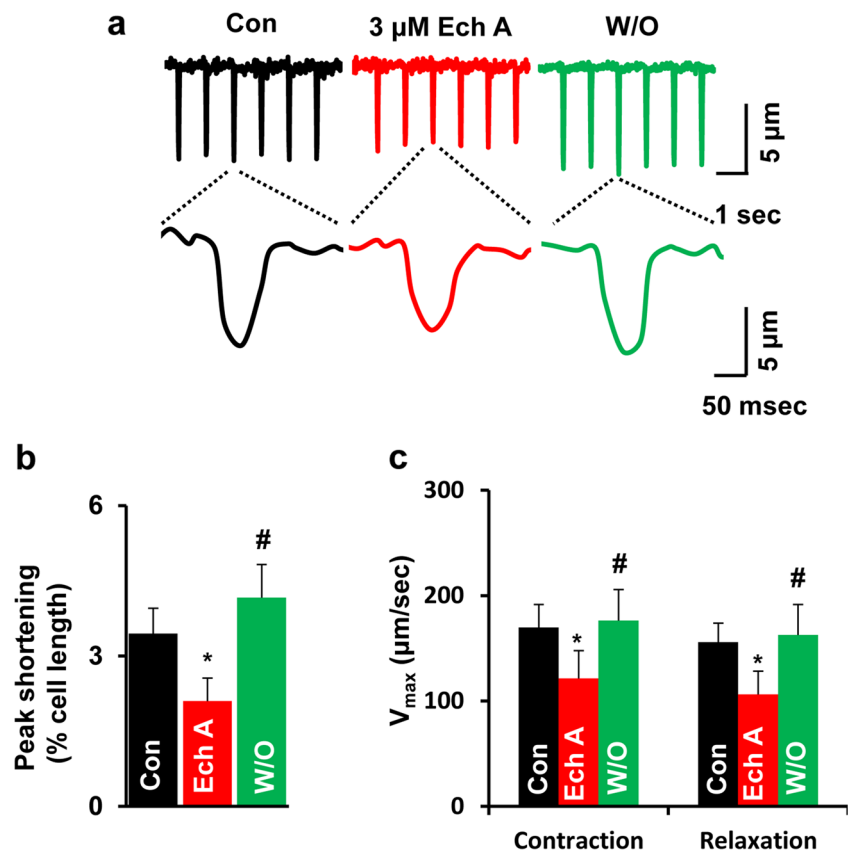 a
Con
3 µM Ech A
W/O
5 µm
1 sec
5 µm
50 msec
b
Peak shortening
(% cell length)
6
3
0
Con
*
Ech A
#
W/O
c
Vmax (µm/sec)
300
200
100
0
Con
*
Ech A
#
W/O
Con
*
Ech A
#
W/O
Contraction
Relaxation